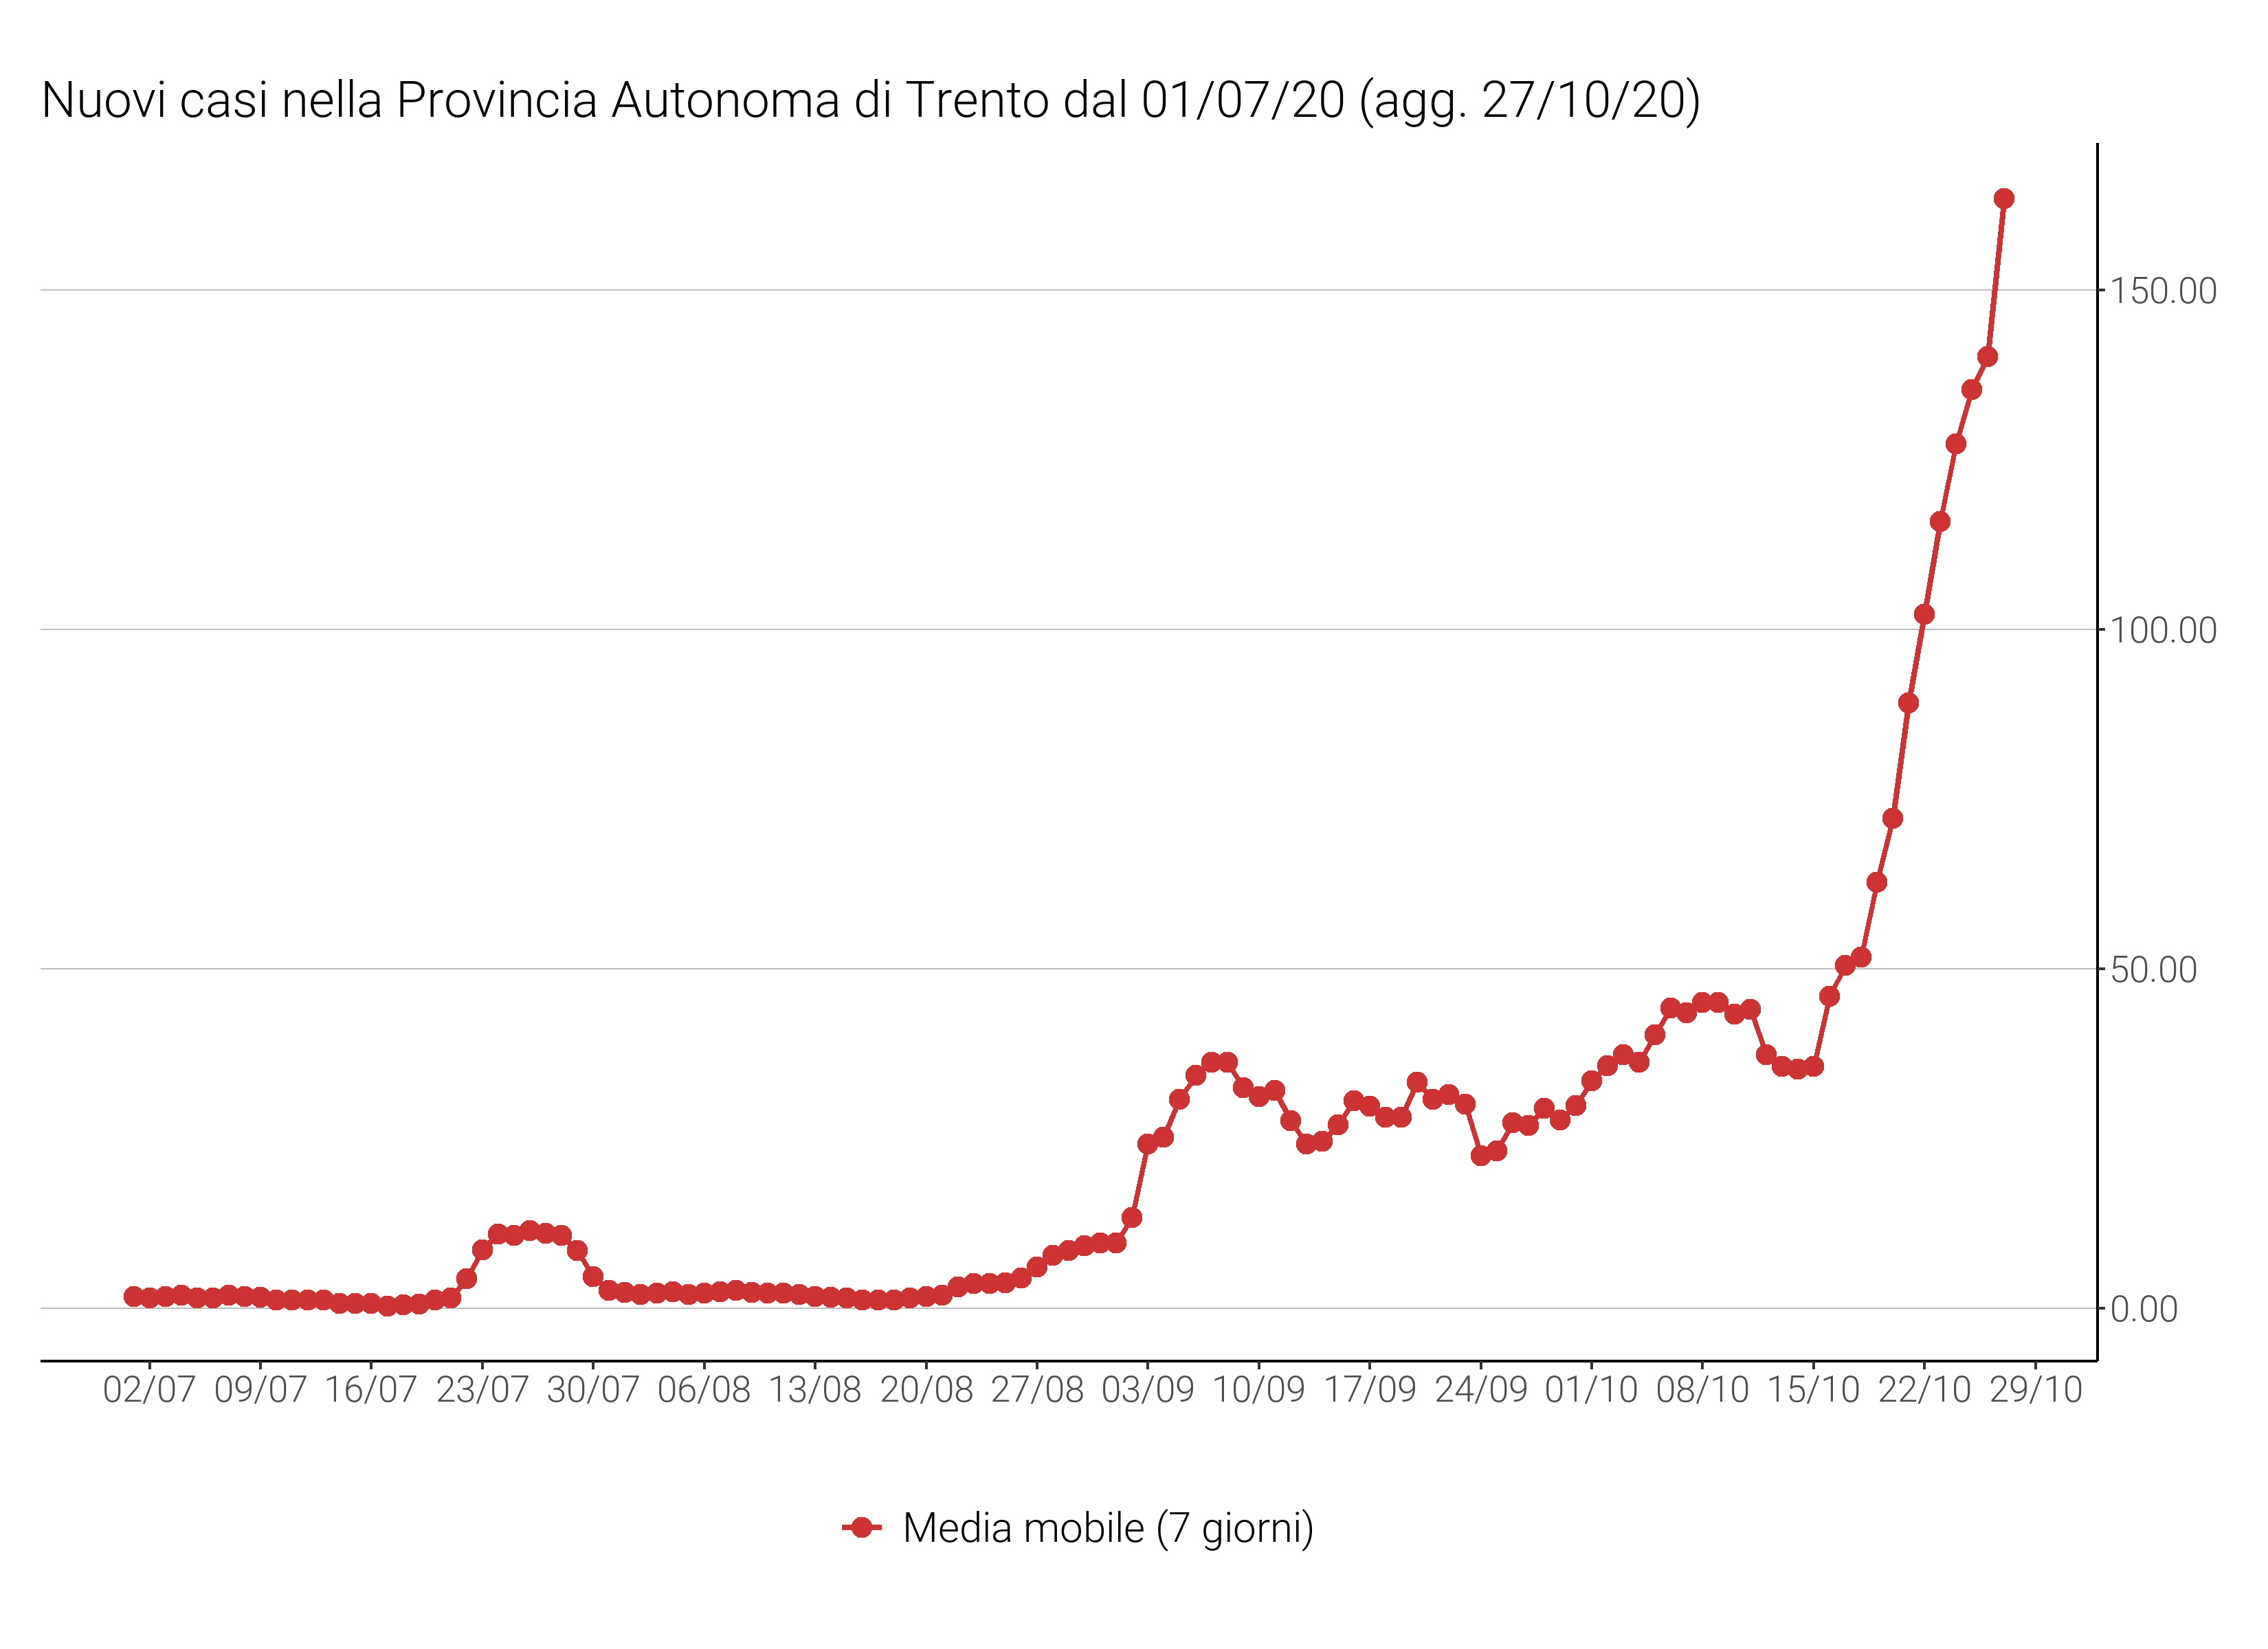 Nuovi casi nella Provincia Autonoma di Trento dal 01/07/20 (agg. 27/10/20)
150.00
100.00
50.00
0.00
02/07 09/07 16/07 23/07 30/07 06/08 13/08 20/08 27/08 03/09 10/09 17/09 24/09 01/10 08/10 15/10 22/10 29/10
Media mobile (7 giorni)